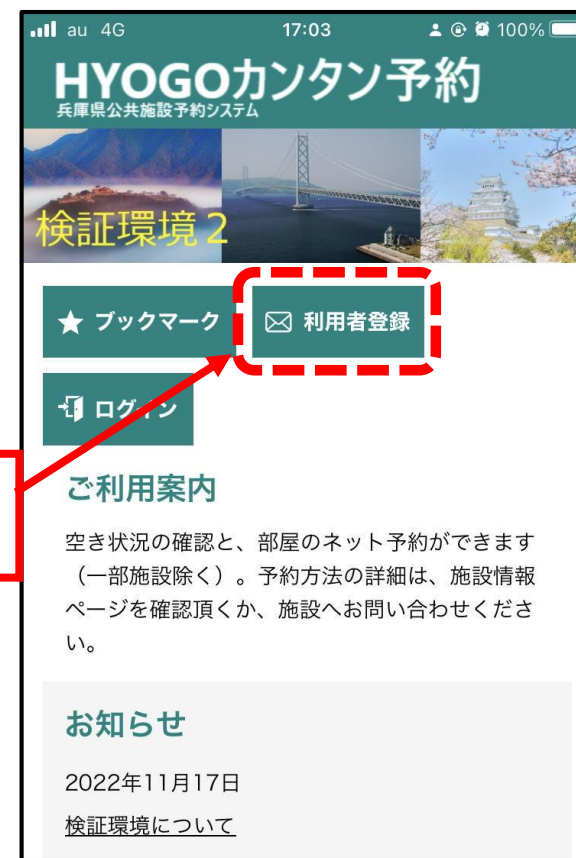 au 4G 17:03 100%
HYOGOカンタン予約
兵庫県公共施設予約システム
検証環境2
ブックマーク
利用者登録
ログイン
ご利用案内
空き状況の確認と、部屋のネット予約ができます
（一部施設除く）。予約方法の詳細は、施設情報
ページを確認頂くか、施設へお問い合わせくださ
い。
お知らせ
2022年11月17日
検証環境について